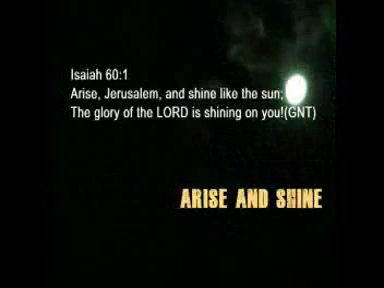 Isaiah 60:1
Arise, Jerusalem, and shine like the sun;
The glory of the LORD is shining on you!(GNT)
ARISE AND SHINE